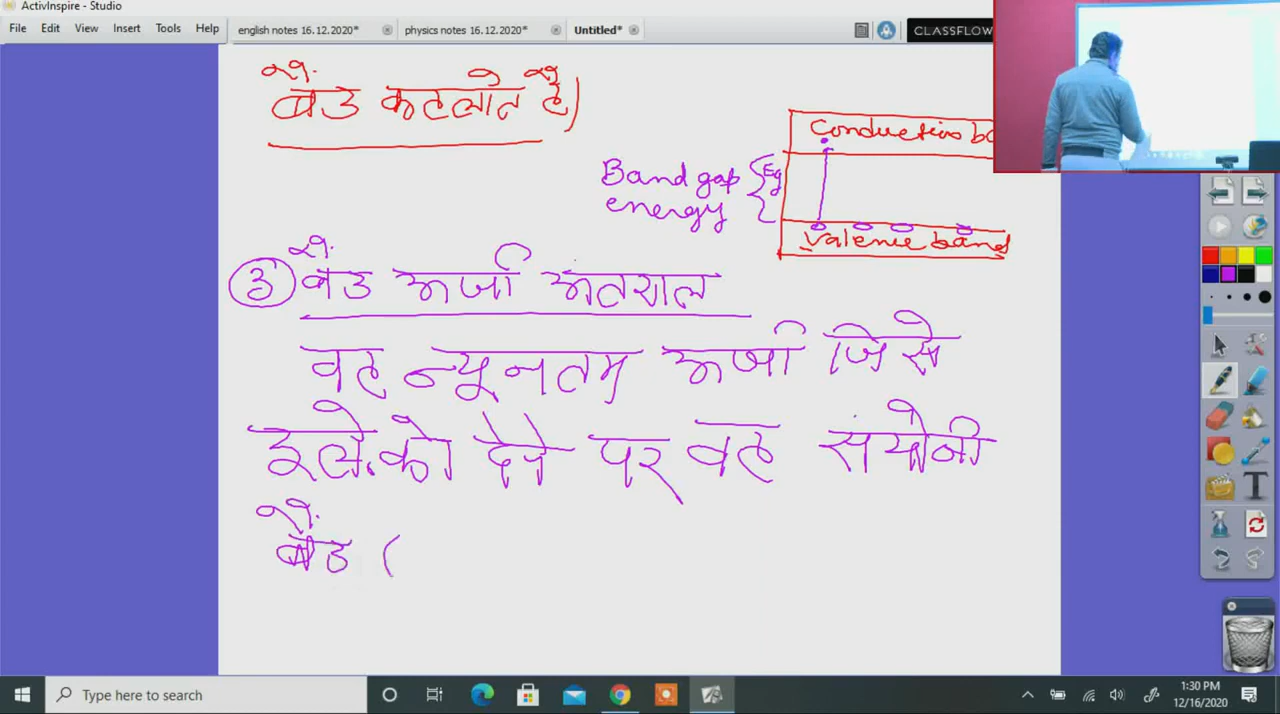 ActivInspire - Studio
File Edit View Insert Tools Help
english notes 16.12.2020* physics notes 16.12.2020* Untitled*
CLASSFLOW
बैंड कहलाते है)
Conduction ba
Band gap
energy
Eg
Valence band
③ बैंड ऊर्जा अंतराल
वह न्यूनतम ऊर्जा जिसे
इले. को देने पर वह संयोजी
बैंड (
Type here to search
1:30 PM
12/16/2020